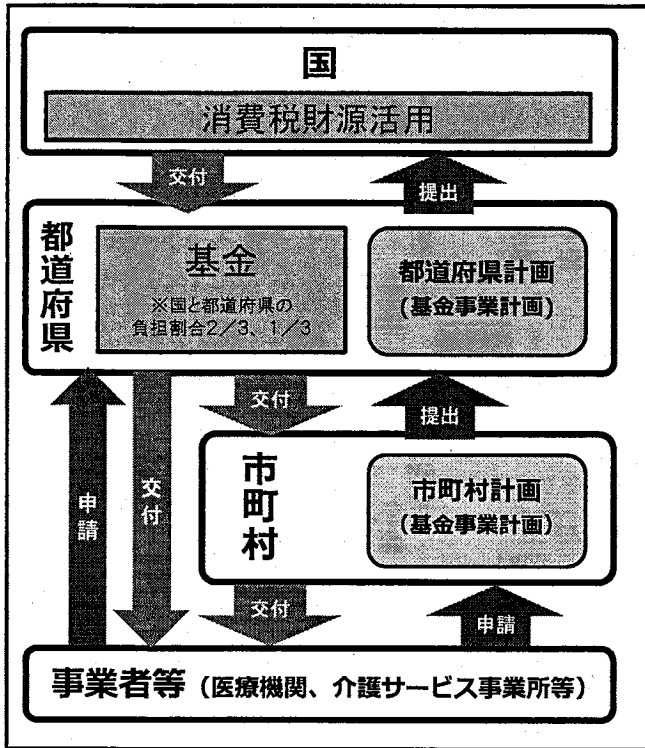 国
消費税財源活用
交付
提出
都道府県
基金
※国と都道府県の
負担割合2/3、1/3
都道府県計画
(基金事業計画)
交付
提出
申請
交付
市町村
市町村計画
(基金事業計画)
交付
申請
事業者等(医療機関、介護サービス事業所等)